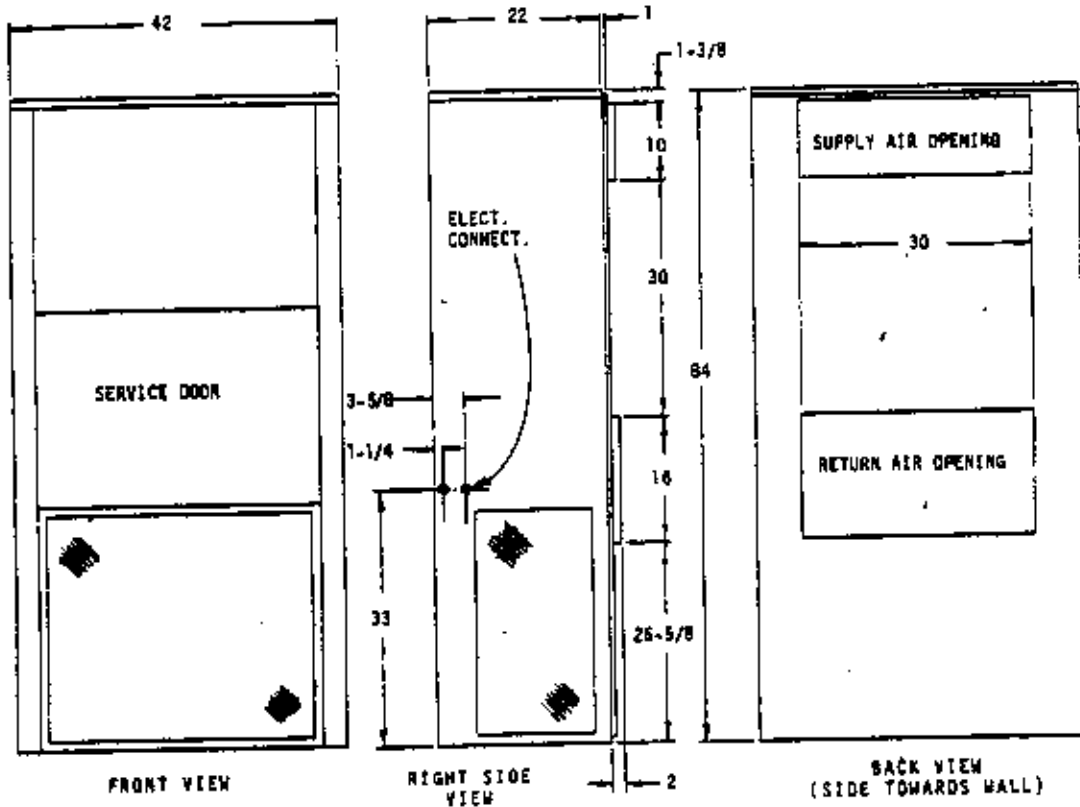 42
22
1
1-3/8
SUPPLY AIR OPENING
10
ELECT.
CONNECT.
30
30
84
SERVICE DOOR
3-5/8
1-1/4
RETURN AIR OPENING
16
33
26-5/8
2
FRONT VIEW
RIGHT SIDE
VIEW
BACK VIEW
(SIDE TOWARDS WALL)